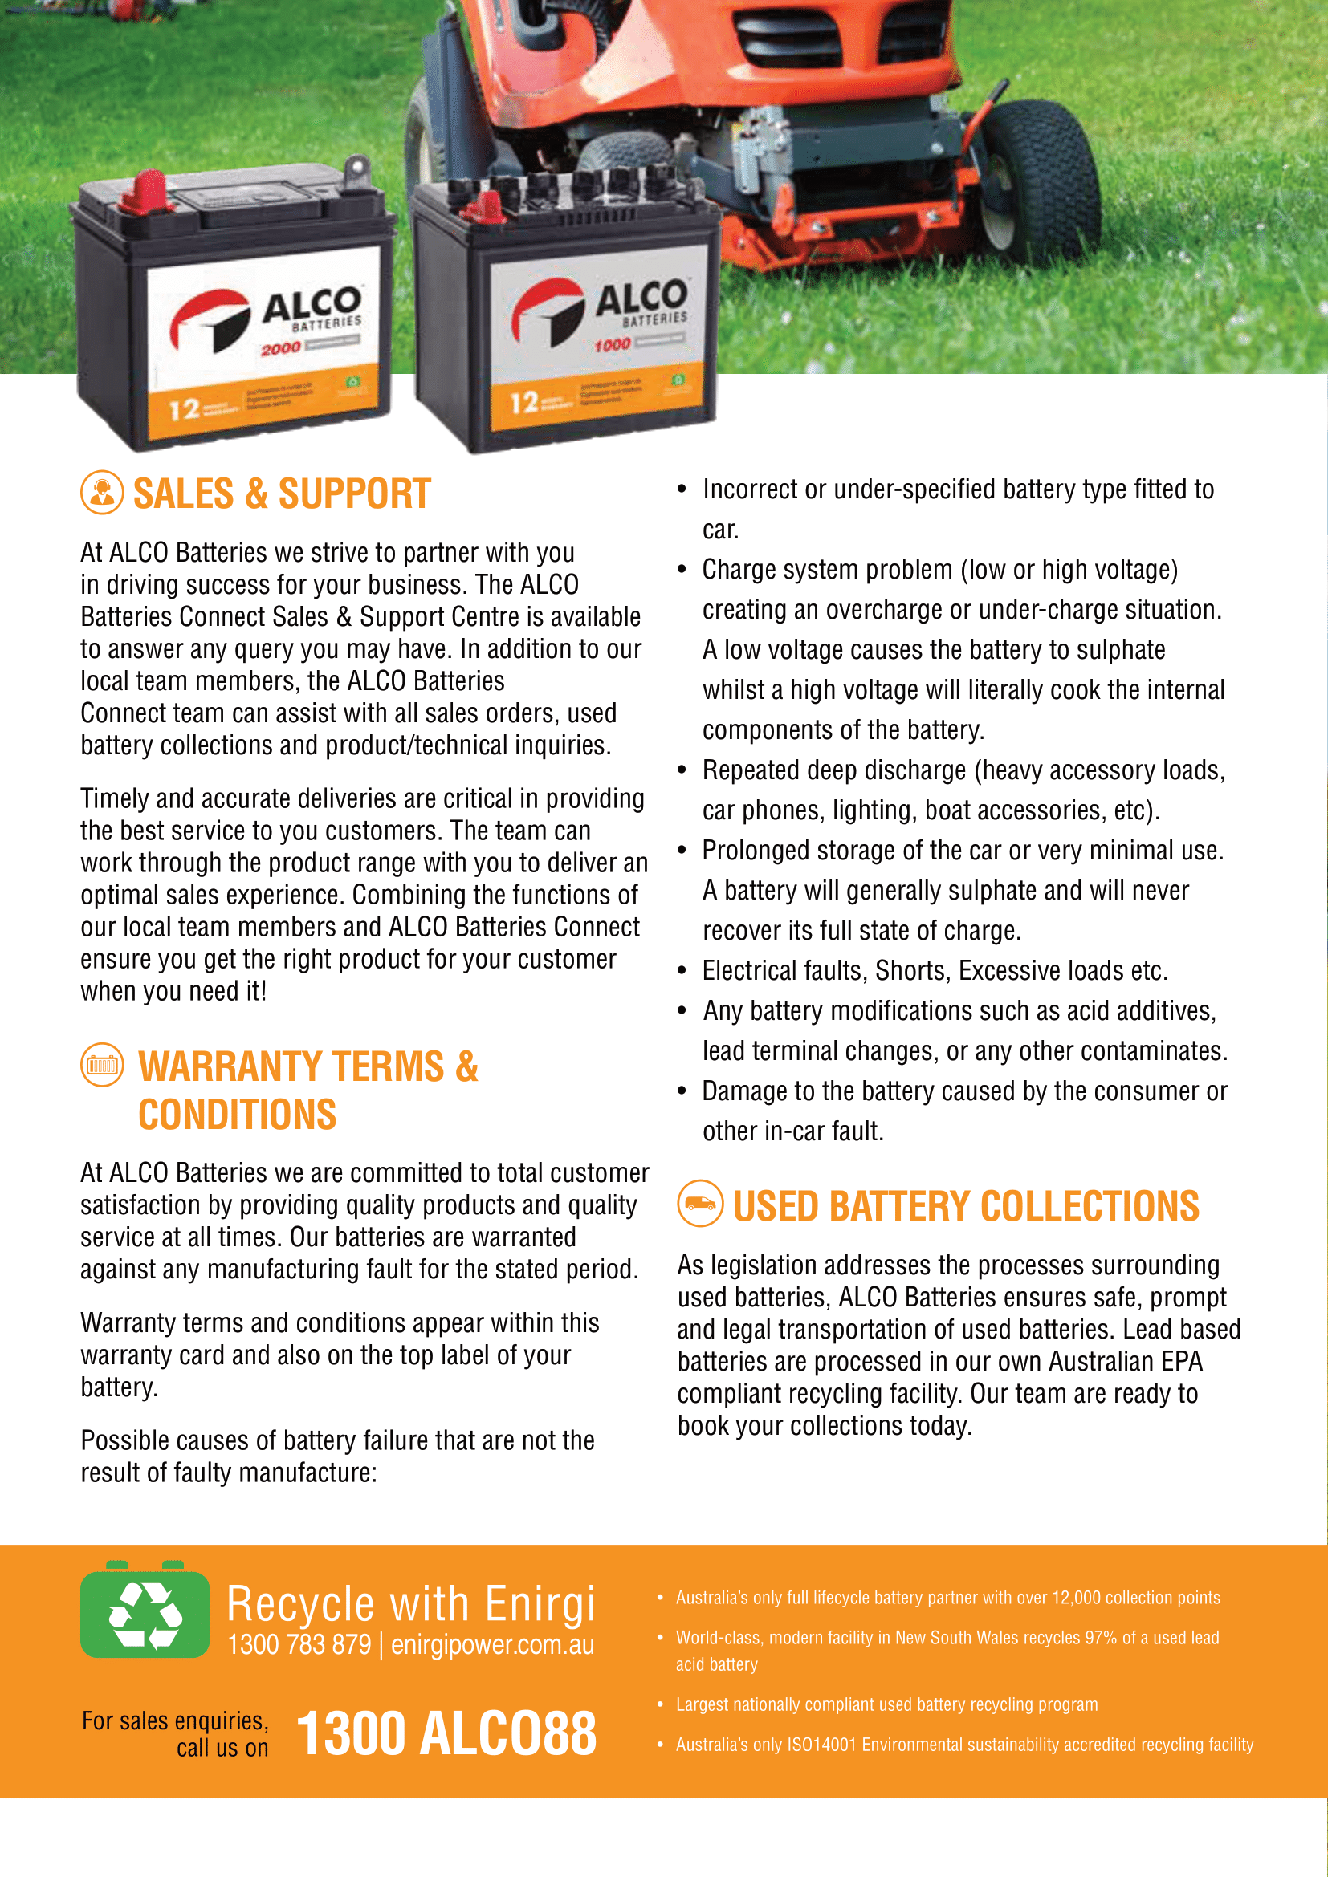 ALCO
BATTERIES
2000
12
ALCO
BATTERIES
1000
12
SALES & SUPPORT
At ALCO Batteries we strive to partner with you
in driving success for your business. The ALCO
Batteries Connect Sales & Support Centre is available
to answer any query you may have. In addition to our
local team members, the ALCO Batteries
Connect team can assist with all sales orders, used
battery collections and product/technical inquiries.
Timely and accurate deliveries are critical in providing
the best service to you customers. The team can
work through the product range with you to deliver an
optimal sales experience. Combining the functions of
our local team members and ALCO Batteries Connect
ensure you get the right product for your customer
when you need it!
WARRANTY TERMS &
CONDITIONS
At ALCO Batteries we are committed to total customer
satisfaction by providing quality products and quality
service at all times. Our batteries are warranted
against any manufacturing fault for the stated period.
Warranty terms and conditions appear within this
warranty card and also on the top label of your
battery.
Possible causes of battery failure that are not the
result of faulty manufacture:
• Incorrect or under-specified battery type fitted to
car.
• Charge system problem (low or high voltage)
creating an overcharge or under-charge situation.
A low voltage causes the battery to sulphate
whilst a high voltage will literally cook the internal
components of the battery.
• Repeated deep discharge (heavy accessory loads,
car phones, lighting, boat accessories, etc).
• Prolonged storage of the car or very minimal use.
A battery will generally sulphate and will never
recover its full state of charge.
• Electrical faults, Shorts, Excessive loads etc.
• Any battery modifications such as acid additives,
lead terminal changes, or any other contaminates.
• Damage to the battery caused by the consumer or
other in-car fault.
USED BATTERY COLLECTIONS
As legislation addresses the processes surrounding
used batteries, ALCO Batteries ensures safe, prompt
and legal transportation of used batteries. Lead based
batteries are processed in our own Australian EPA
compliant recycling facility. Our team are ready to
book your collections today.
Recycle with Enirgi
1300 783 879 | enirgipower.com.au
For sales enquiries,
call us on
1300 ALCO88
• Australia's only full lifecycle battery partner with over 12,000 collection points
• World-class, modern facility in New South Wales recycles 97% of a used lead
acid battery
• Largest nationally compliant used battery recycling program
• Australia's only ISO14001 Environmental sustainability accredited recycling facility